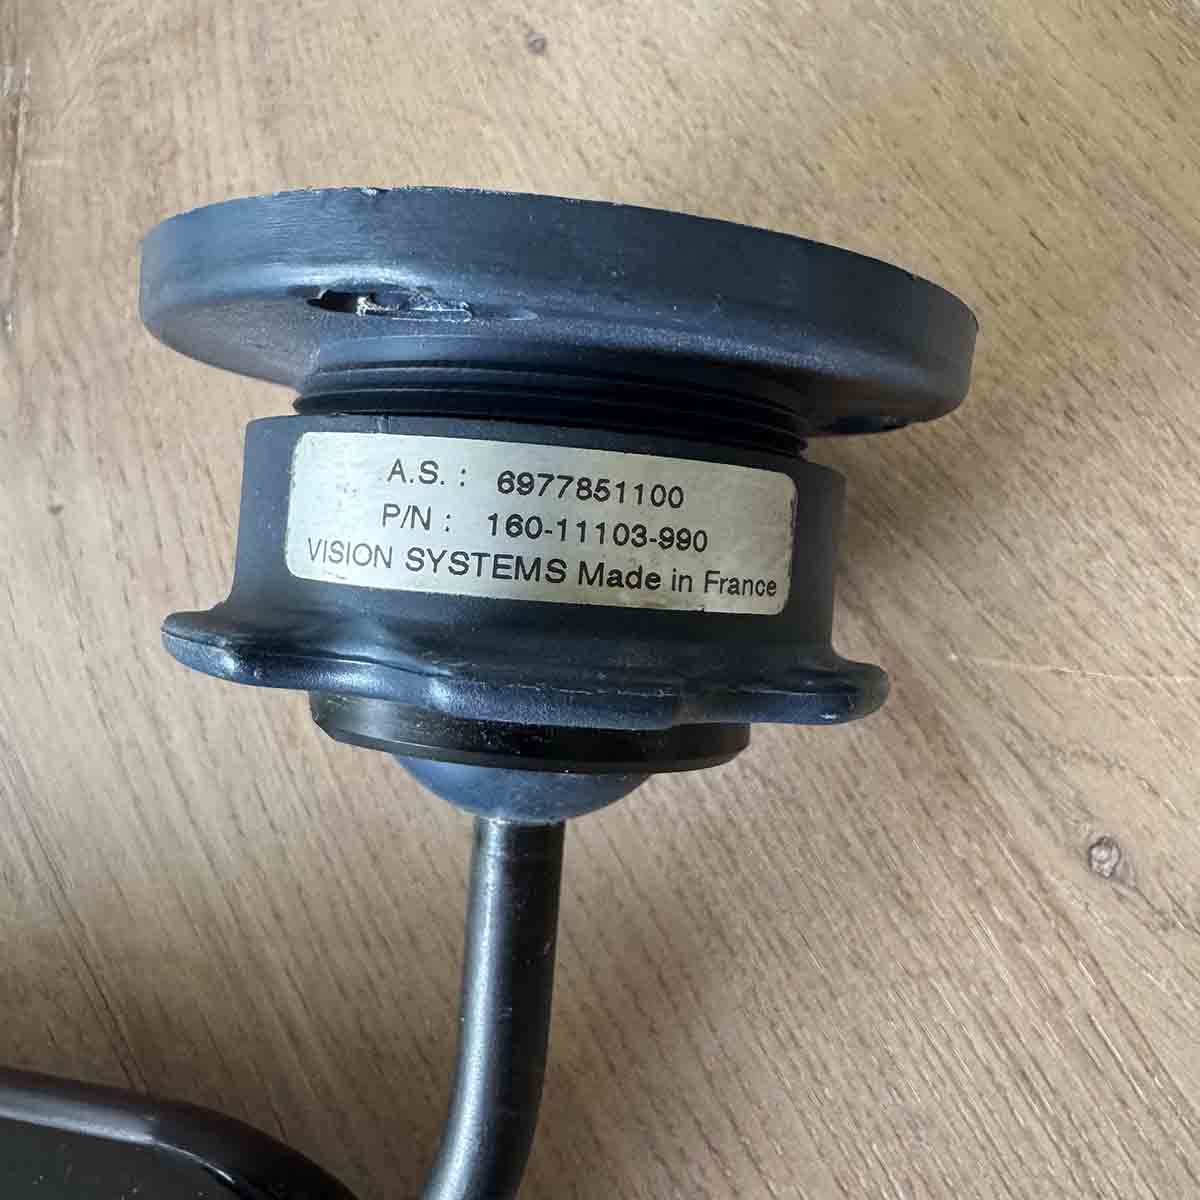 A.S. : 6977851100
P/N : 160-11103-990
VISION SYSTEMS Made in France